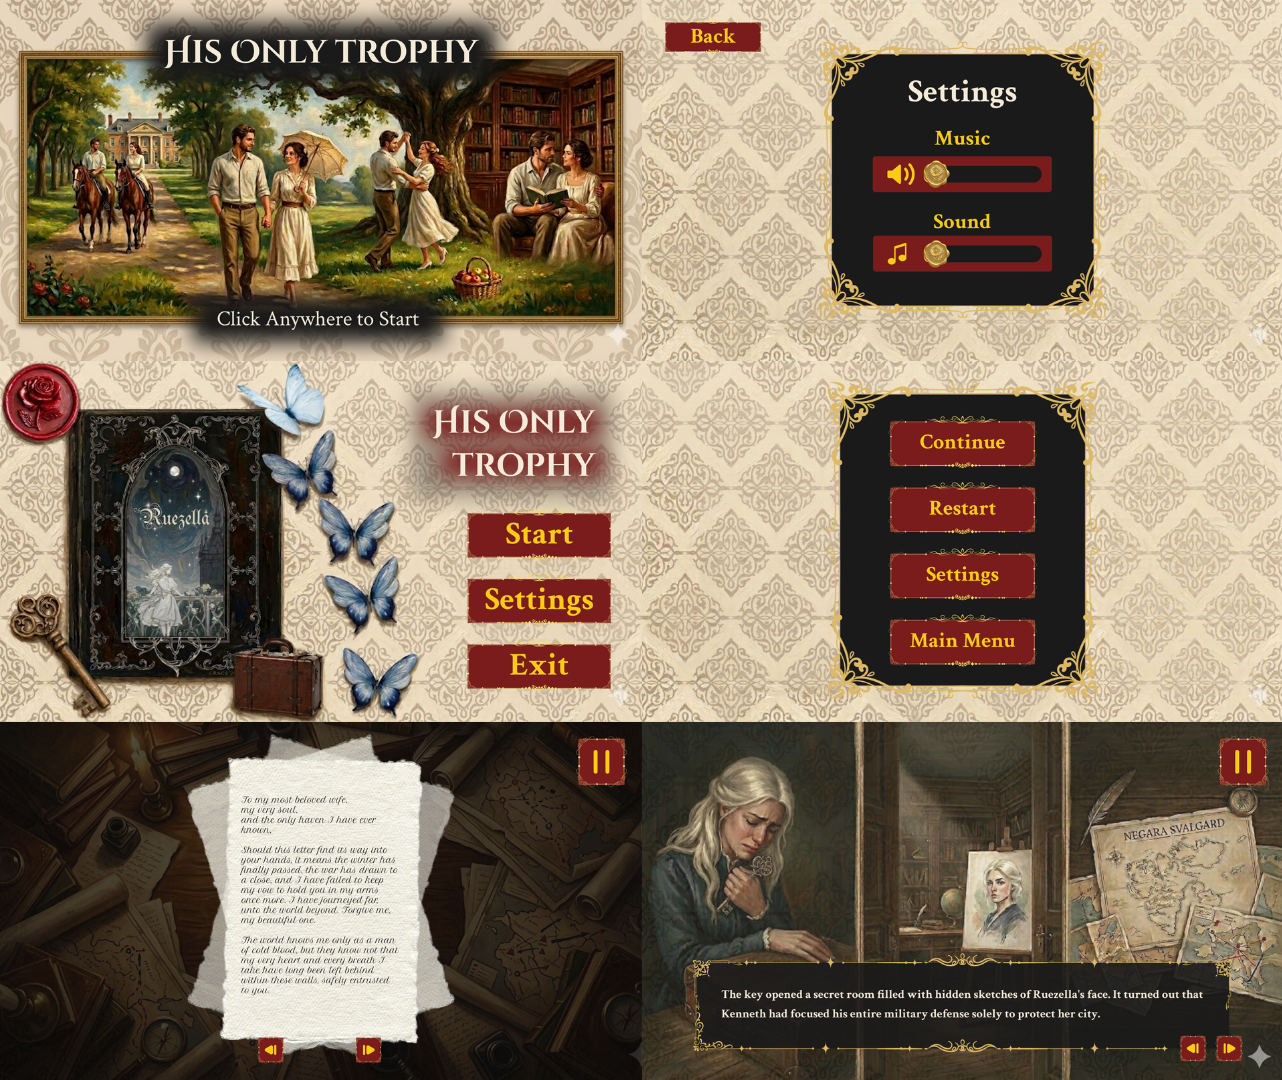 His Only Trophy
Click Anywhere to Start
Back
Settings
Music
Sound
Ruezella
His Only
Trophy
Start
Settings
Exit
Continue
Restart
Settings
Main Menu
To my most beloved wife,
my very soul,
and the only haven I have ever
known,
Should this letter find its way into
your hands, it means the winter has
finally passed, the war has drawn to
a close, and I have failed to keep
my vow to hold you in my arms
once more. I have journeyed far,
unto the world beyond. Forgive me,
my beautiful one.
The world knows me only as a man
of cold blood, but they know not that
my very heart and every breath I
take have long been left behind
within these walls, safely entrusted
to you.
NEGARA SVALGARD
The key opened a secret room filled with hidden sketches of Ruezella's face. It turned out that
Kenneth had focused his entire military defense solely to protect her city.